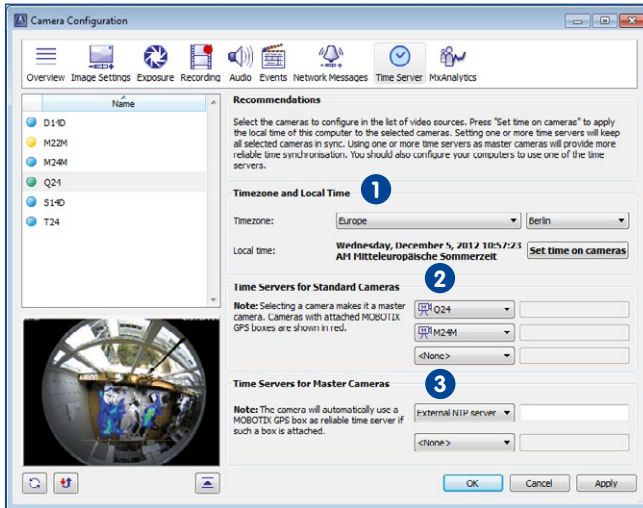 Camera Configuration
Overview Image Settings Exposure Recording Audio Events Network Messages Time Server MxAnalytics
Name
D14D
M22M
M24M
Q24
S14D
T24
Recommendations
Select the cameras to configure in the list of video sources. Press "Set time on cameras" to apply
the local time of this computer to the selected cameras. Setting one or more time servers will keep
all selected cameras in sync. Using one or more time servers as master cameras will provide more
reliable time synchronisation. You should also configure your computers to use one of the time
servers.
Timezone and Local Time
1
Timezone:
Europe
Berlin
Local time:
Wednesday, December 5, 2012 10:57:23
AM Mitteleuropäische Sommerzeit
Set time on cameras
Time Servers for Standard Cameras
2
Note: Selecting a camera makes it a master
camera. Cameras with attached MOBOTIX
GPS boxes are shown in red.
Q24
M24M
<None>
Time Servers for Master Cameras
3
Note: The camera will automatically use a
MOBOTIX GPS box as reliable time server if
such a box is attached.
External NTP server
<None>
OK
Cancel
Apply